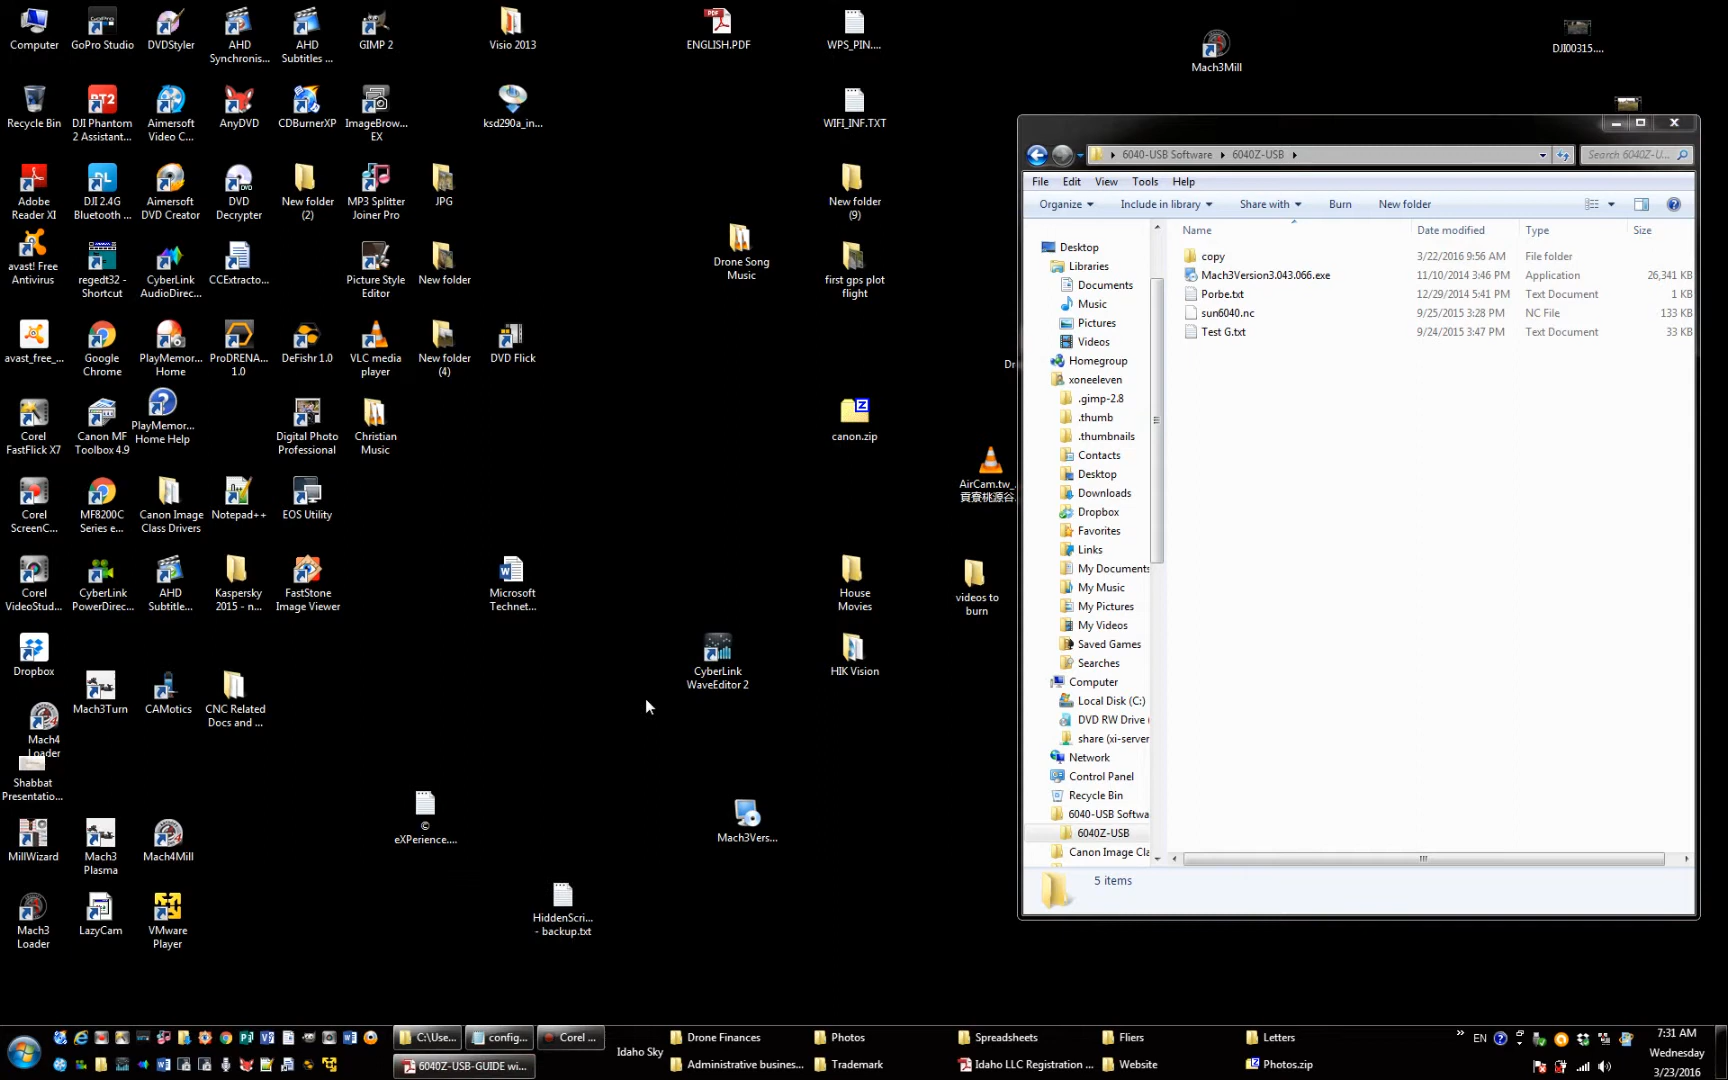 Computer
GoPro Studio
DVDStyler
AHD
Synchronis...
AHD
Subtitles ...
GIMP 2
Visio 2013
ENGLISH.PDF
WPS_PIN....
Mach3Mill
DJI00315....
Recycle Bin
DJI Phantom
2 Assistant...
Aimersoft
Video C...
AnyDVD
CDBurnerXP
ImageBrow...
EX
ksd290a_in...
WIFI_INF.TXT
Adobe
Reader XI
DJI 2.4G
Bluetooth ...
Aimersoft
DVD Creator
DVD
Decrypter
New folder
(2)
MP3 Splitter
Joiner Pro
JPG
New folder
(9)
avast! Free
Antivirus
regedt32 -
Shortcut
CyberLink
AudioDirec...
CCExtracto...
Picture Style
Editor
New folder
Drone Song
Music
first gps plot
flight
avast_free_...
Google
Chrome
PlayMemor...
Home
ProDRENA...
1.0
DeFishr 1.0
VLC media
player
New folder
(4)
DVD Flick
Corel
FastFlick X7
Canon MF
Toolbox 4.9
PlayMemor...
Home Help
Digital Photo
Professional
Christian
Music
canon.zip
Corel
ScreenC...
MF8200C
Series e...
Canon Image
Class Drivers
Notepad++
EOS Utility
AirCam.tw_
貢寮桃源谷
Corel
VideoStud...
CyberLink
PowerDirec...
AHD
Subtitle...
Kaspersky
2015 - n...
FastStone
Image Viewer
Microsoft
Technet...
House
Movies
videos to
burn
Dropbox
Mach3Turn
CAMotics
CNC Related
Docs and ...
CyberLink
WaveEditor 2
HIK Vision
Mach4
Loader
Shabbat
Presentatio...
©
eXPerience....
Mach3Vers...
MillWizard
Mach3
Plasma
Mach4Mill
HiddenScri...
- backup.txt
Mach3
Loader
LazyCam
VMware
Player
6040-USB Software
6040Z-USB
Search 6040Z-U...
File Edit View Tools Help
Organize Include in library Share with Burn New folder
Name Date modified Type Size
copy 3/22/2016 9:56 AM File folder
Mach3Version3.043.066.exe 11/10/2014 3:46 PM Application 26,341 KB
Porbe.txt 12/29/2014 5:41 PM Text Document 1 KB
sun6040.nc 9/25/2015 3:28 PM NC File 133 KB
Test G.txt 9/24/2015 3:47 PM Text Document 33 KB
Desktop
Libraries
Documents
Music
Pictures
Videos
Homegroup
xoneeleven
.gimp-2.8
.thumb
.thumbnails
Contacts
Desktop
Downloads
Dropbox
Favorites
Links
My Documents
My Music
My Pictures
My Videos
Saved Games
Searches
Computer
Local Disk (C:)
DVD RW Drive (
share (xi-server
Network
Control Panel
Recycle Bin
6040-USB Softwa
6040Z-USB
Canon Image Cla
5 items
C:\Use...
config...
Corel ...
6040Z-USB-GUIDE wi...
Idaho Sky
Drone Finances
Photos
Spreadsheets
Fliers
Letters
Administrative business...
Trademark
Idaho LLC Registration ...
Website
Photos.zip
EN
7:31 AM
Wednesday
3/23/2016